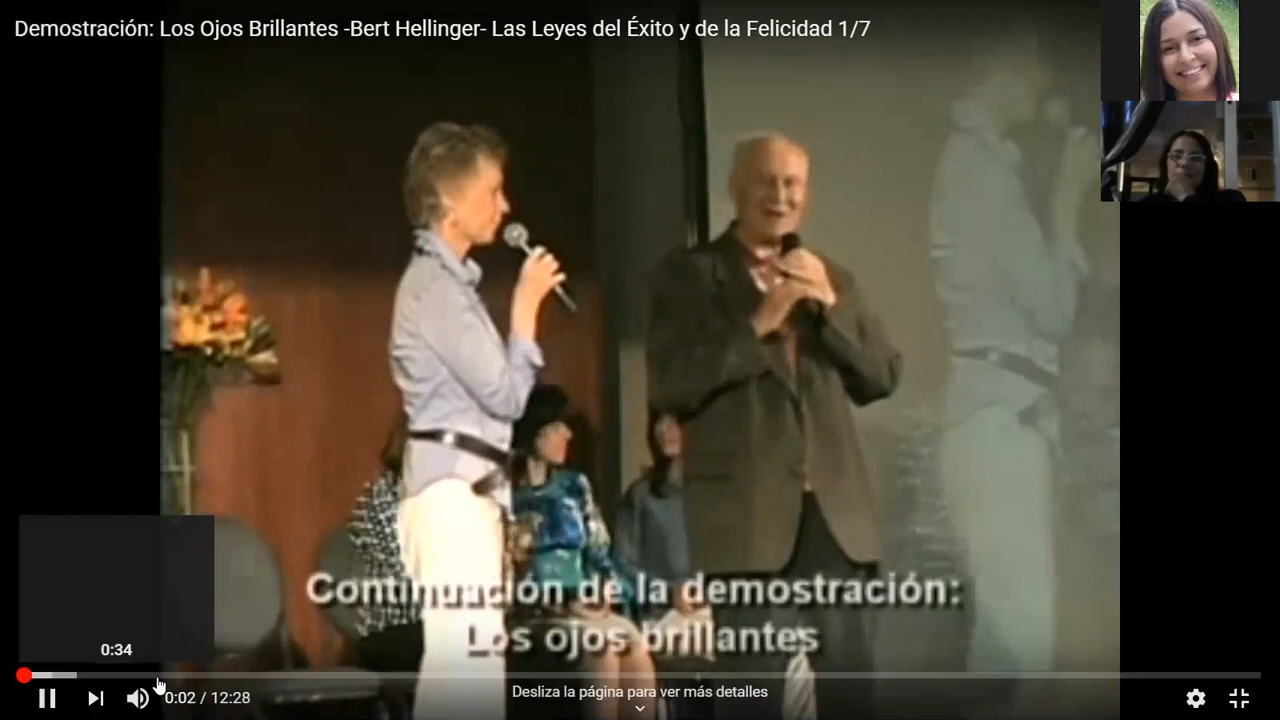 Demostración: Los Ojos Brillantes -Bert Hellinger- Las Leyes del Éxito y de la Felicidad 1/7
Continuación de la demostración:
Los ojos brillantes
0:34
0:02 / 12:28
Desliza la página para ver más detalles